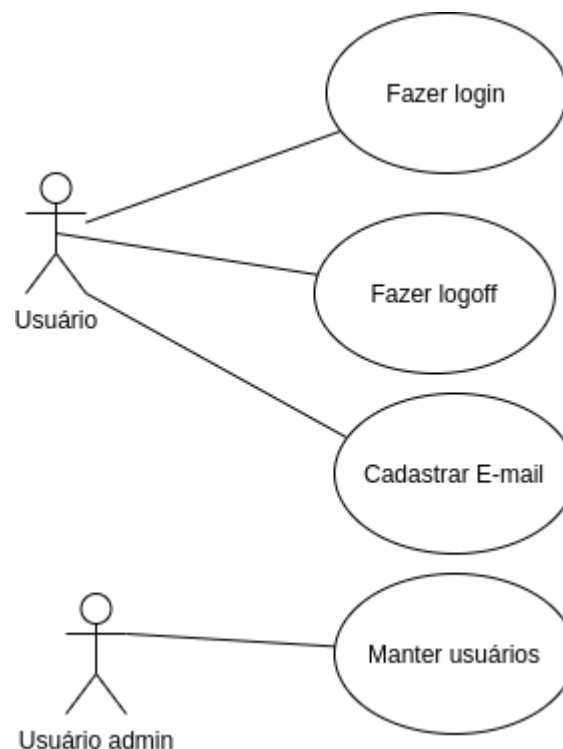 Fazer login
Fazer logoff
Usuário
Cadastrar E-mail
Manter usuários
Usuário admin